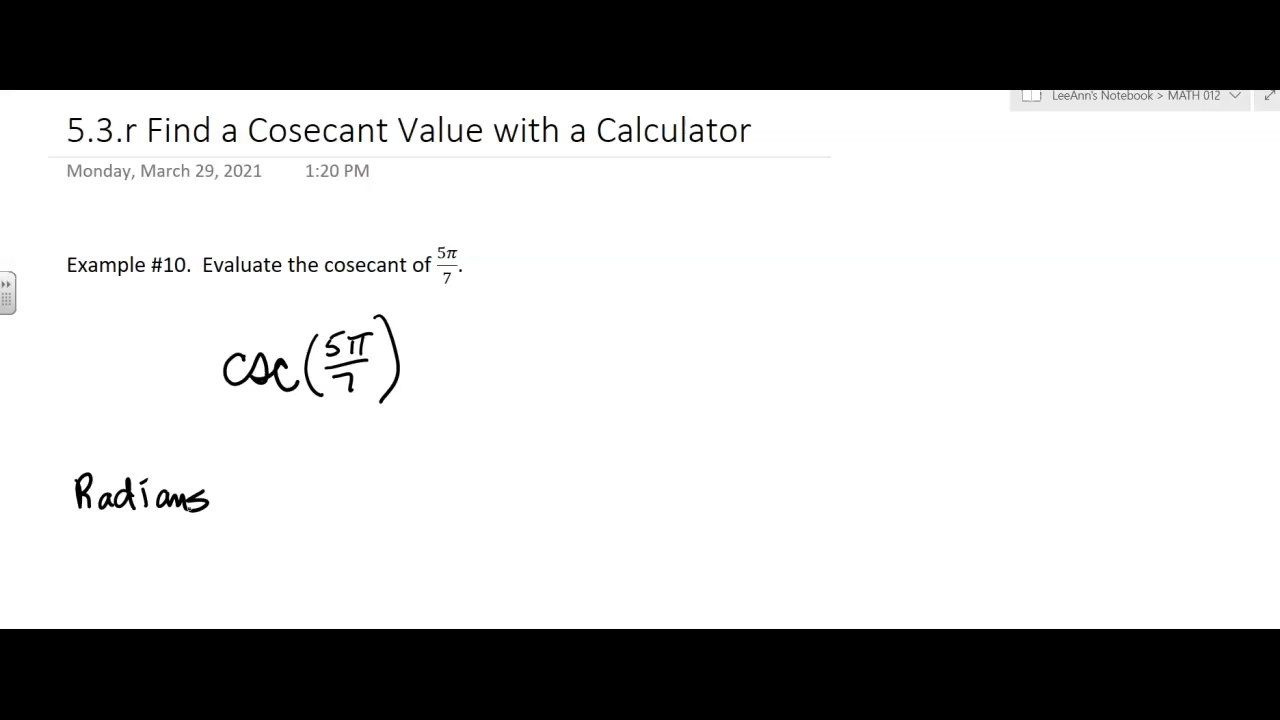 LeeAnn's Notebook > MATH 012
5.3.r Find a Cosecant Value with a Calculator
Monday, March 29, 2021 1:20 PM
Example #10. Evaluate the cosecant of 5π/7.
csc(5π/7)
Radians